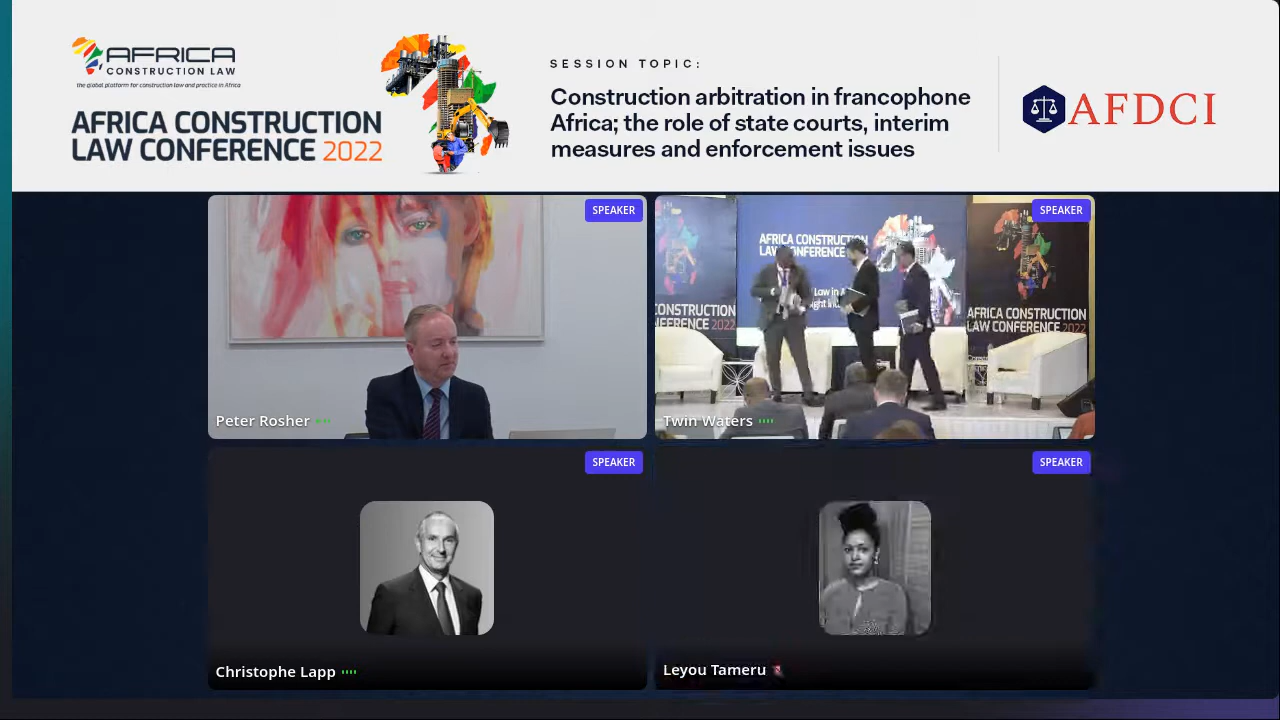 AFRICA
CONSTRUCTION LAW
The global platform for construction law and practice in Africa
AFRICA CONSTRUCTION
LAW CONFERENCE 2022
SESSION TOPIC:
Construction arbitration in francophone
Africa; the role of state courts, interim
measures and enforcement issues
AFDCI
SPEAKER
Peter Rosher
SPEAKER
AFRICA CONSTRUCTION
LAW CONFERENCE
Law in A
CONSTRUCTION
FERENCE 2022
AFRICA CONSTRUCTION
LAW CONFERENCE 2022
Twin Waters
SPEAKER
Christophe Lapp
SPEAKER
Leyou Tameru